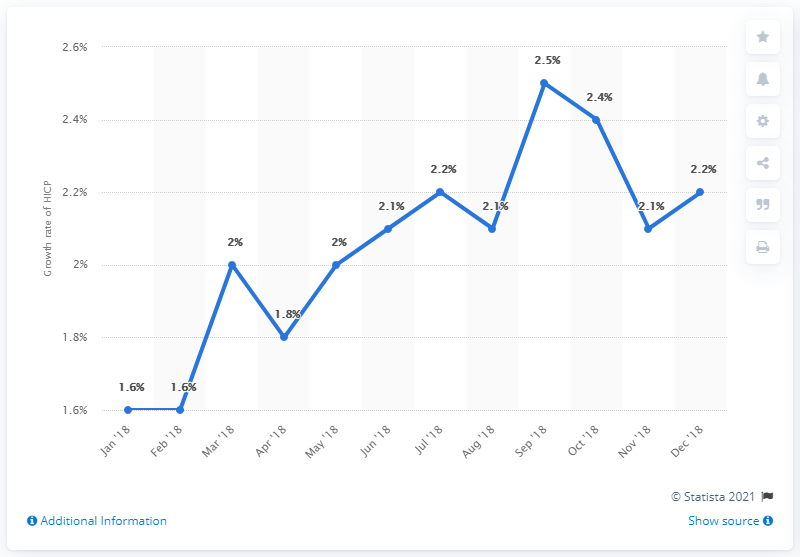 2.6%
2.4%
2.2%
2%
1.8%
1.6%
Growth rate of HICP
1.6%
1.6%
2%
1.8%
2%
2.1%
2.2%
2.1%
2.5%
2.4%
2.1%
2.2%
Jan '18
Feb '18
Mar '18
Apr '18
May '18
Jun '18
Jul '18
Aug '18
Sep '18
Oct '18
Nov '18
Dec '18
© Statista 2021
Additional Information
Show source